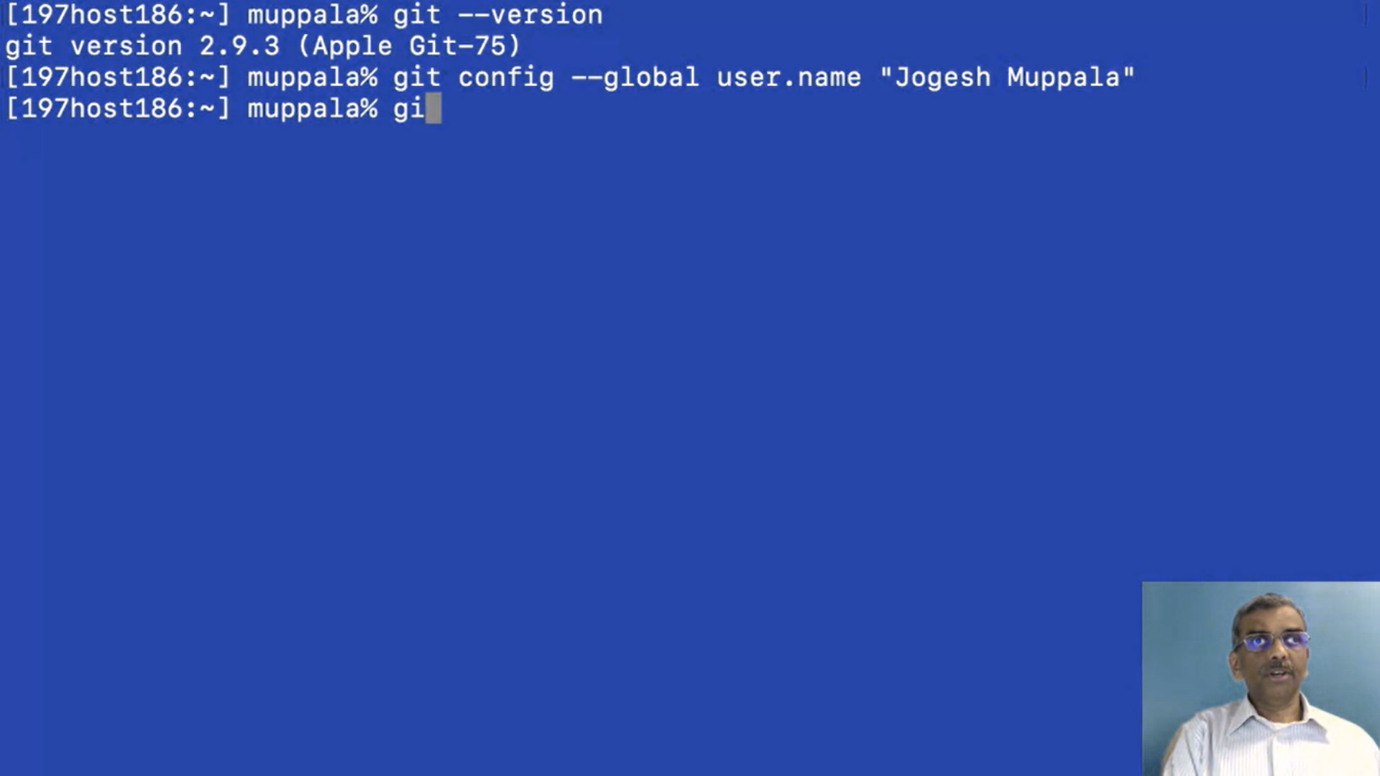 [197host186:~] muppala% git --version
git version 2.9.3 (Apple Git-75)
[197host186:~] muppala% git config --global user.name "Jogesh Muppala"
[197host186:~] muppala% gi